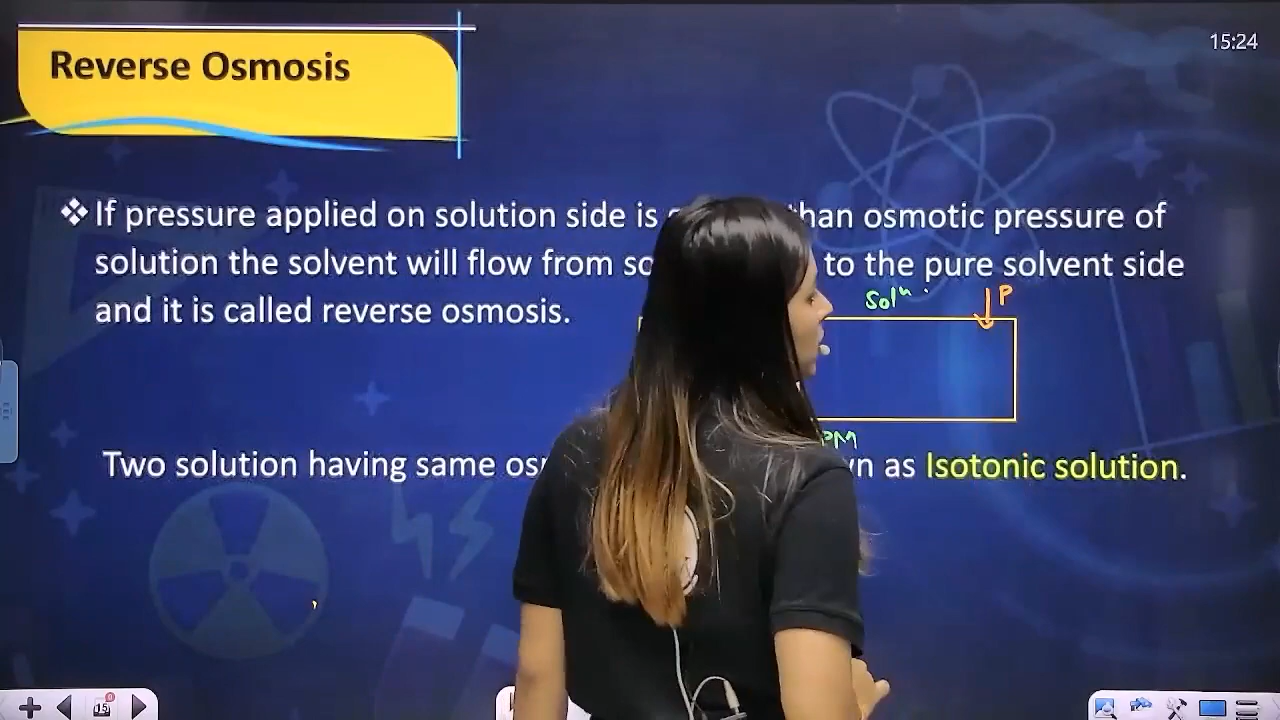 Reverse Osmosis
15:24
❖ If pressure applied on solution side is than osmotic pressure of
solution the solvent will flow from to the pure solvent side
and it is called reverse osmosis.
Solⁿ
P
PM
Two solution having same as Isotonic solution.